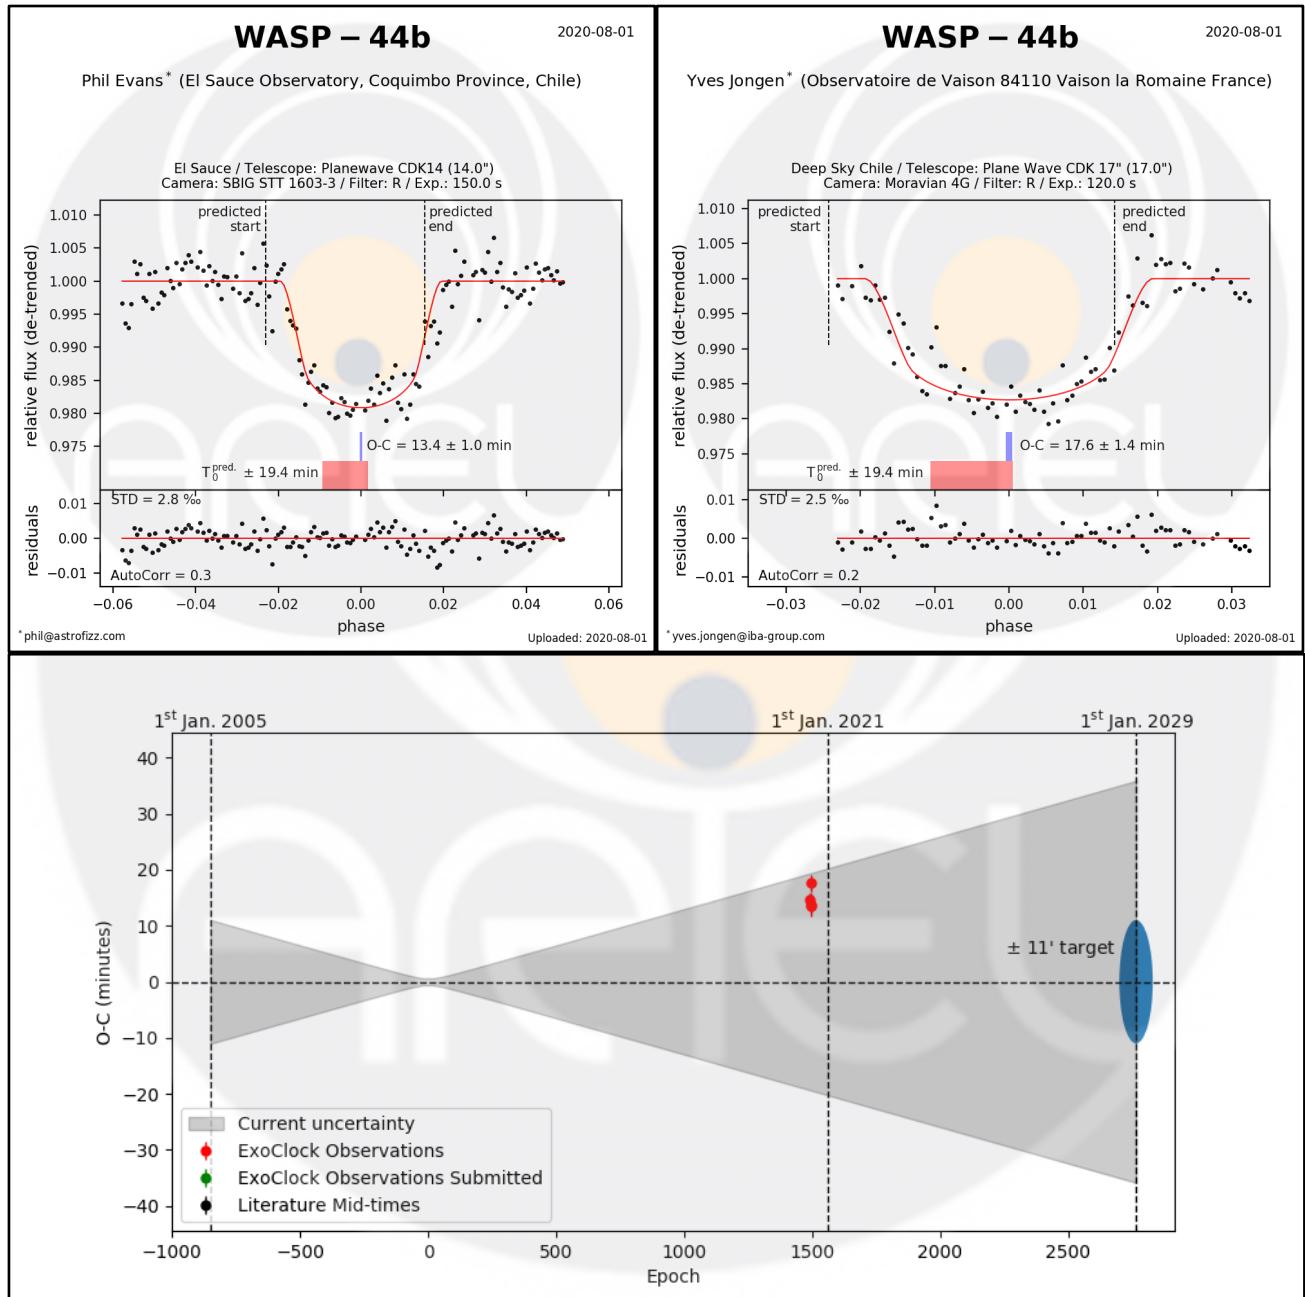 WASP – 44b
2020-08-01
Phil Evans* (El Sauce Observatory, Coquimbo Province, Chile)
El Sauce / Telescope: Planewave CDK14 (14.0")
Camera: SBIG STT 1603-3 / Filter: R / Exp.: 150.0 s
predicted
start
predicted
end
1.010
1.005
1.000
0.995
0.990
0.985
0.980
0.975
relative flux (de-trended)
O-C = 13.4 ± 1.0 min
T₀^pred. ± 19.4 min
STD = 2.8 ‰
0.01
0.00
−0.01
residuals
AutoCorr = 0.3
−0.06 −0.04 −0.02 0.00 0.02 0.04 0.06
phase
*phil@astrofizz.com
Uploaded: 2020-08-01
WASP – 44b
2020-08-01
Yves Jongen* (Observatoire de Vaison 84110 Vaison la Romaine France)
Deep Sky Chile / Telescope: Plane Wave CDK 17" (17.0")
Camera: Moravian 4G / Filter: R / Exp.: 120.0 s
predicted
start
predicted
end
1.010
1.005
1.000
0.995
0.990
0.985
0.980
0.975
relative flux (de-trended)
O-C = 17.6 ± 1.4 min
T₀^pred. ± 19.4 min
STD = 2.5 ‰
0.01
0.00
−0.01
residuals
AutoCorr = 0.2
−0.03 −0.02 −0.01 0.00 0.01 0.02 0.03
phase
*yves.jongen@iba-group.com
Uploaded: 2020-08-01
1st Jan. 2005
1st Jan. 2021
1st Jan. 2029
40
30
20
10
0
−10
−20
−30
−40
O-C (minutes)
± 11' target
Current uncertainty
ExoClock Observations
ExoClock Observations Submitted
Literature Mid-times
−1000 −500 0 500 1000 1500 2000 2500
Epoch
ariel
ariel
ariel